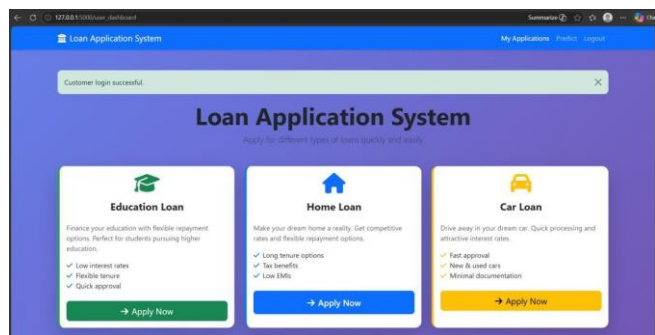 127.0.0.1:5000/user_dashboard
Summarize
Loan Application System
My Applications Predict Logout
Customer login successful.
Loan Application System
Apply for different types of loans quickly and easily
Education Loan
Finance your education with flexible repayment
options. Perfect for students pursuing higher
education.
✓ Low interest rates
✓ Flexible tenure
✓ Quick approval
→ Apply Now
Home Loan
Make your dream home a reality. Get competitive
rates and flexible repayment options.
✓ Long tenure options
✓ Tax benefits
✓ Low EMIs
→ Apply Now
Car Loan
Drive away in your dream car. Quick processing and
attractive interest rates.
✓ Fast approval
✓ New & used cars
✓ Minimal documentation
→ Apply Now